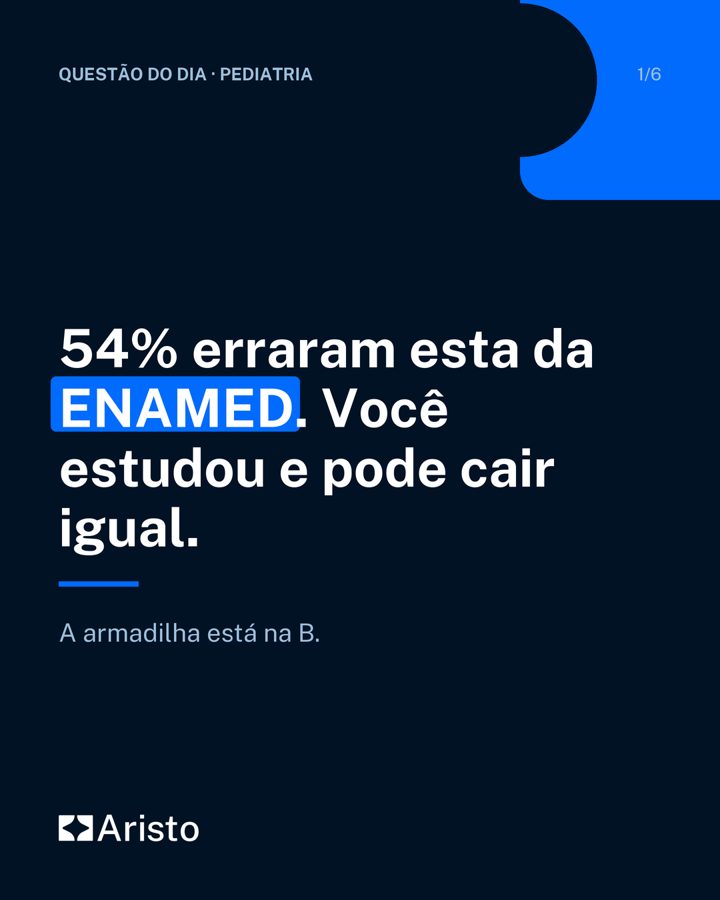 QUESTÃO DO DIA · PEDIATRIA
1/6
54% erraram esta da
ENAMED. Você
estudou e pode cair
igual.
A armadilha está na B.
Aristo